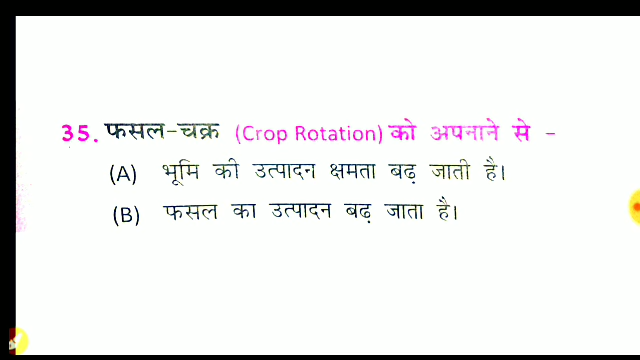 35. फसल-चक्र (Crop Rotation) को अपनाने से -
(A) भूमि की उत्पादन क्षमता बढ़ जाती है।
(B) फसल का उत्पादन बढ़ जाता है।